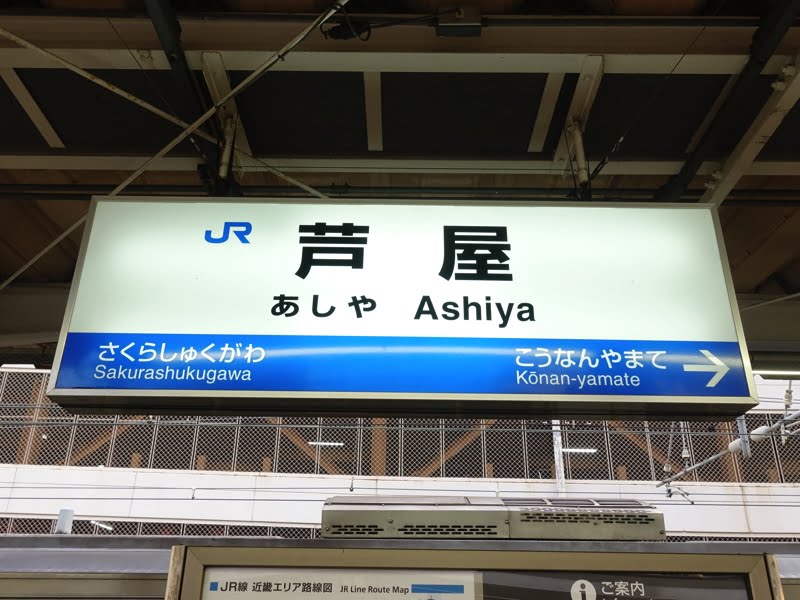 JR 芦屋
あしや Ashiya
さくらしゅくがわ こうなんやまて
Sakurashukugawa Kōnan-yamate
JR線 近畿エリア路線図 JR Line Route Map
ご案内